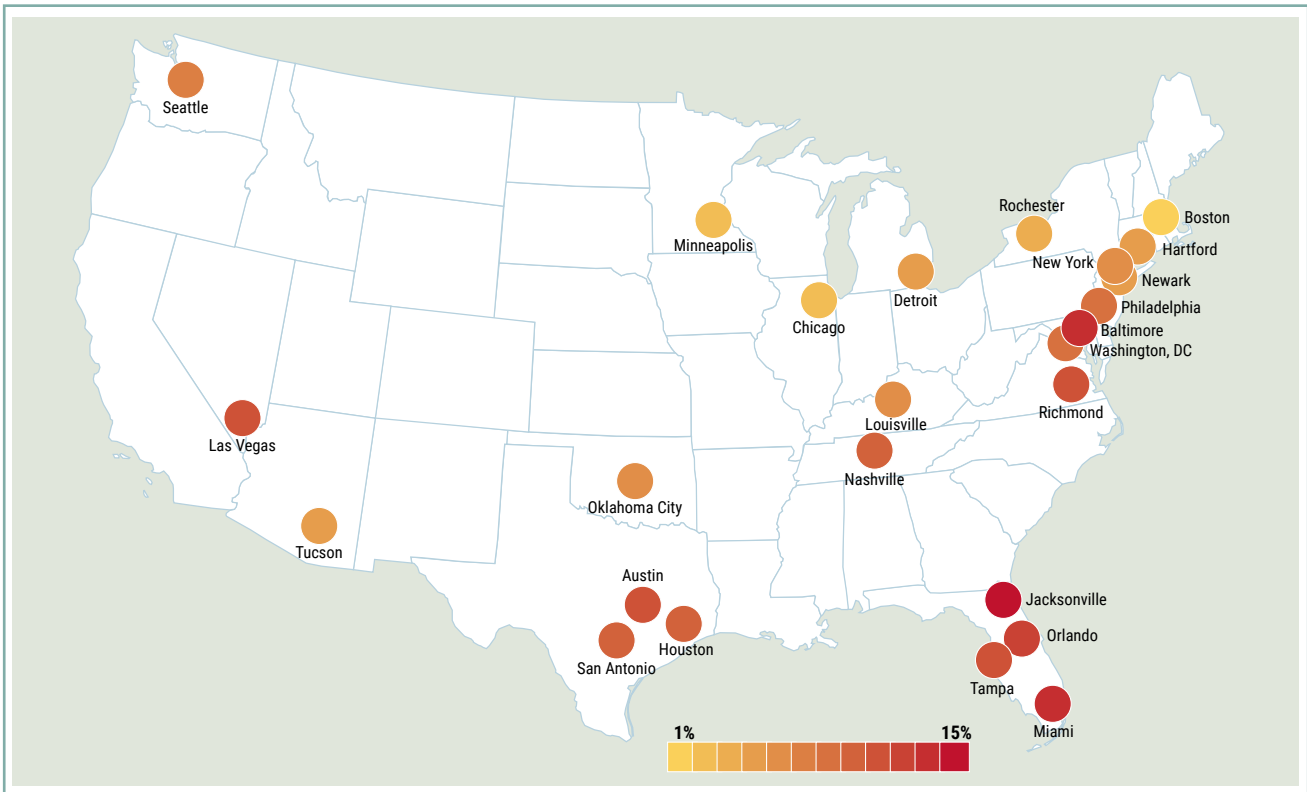 Seattle
Minneapolis
Rochester
Boston
Hartford
New York
Newark
Detroit
Chicago
Philadelphia
Baltimore
Washington, DC
Richmond
Louisville
Las Vegas
Nashville
Oklahoma City
Tucson
Austin
Houston
San Antonio
Jacksonville
Orlando
Tampa
Miami
1% 15%